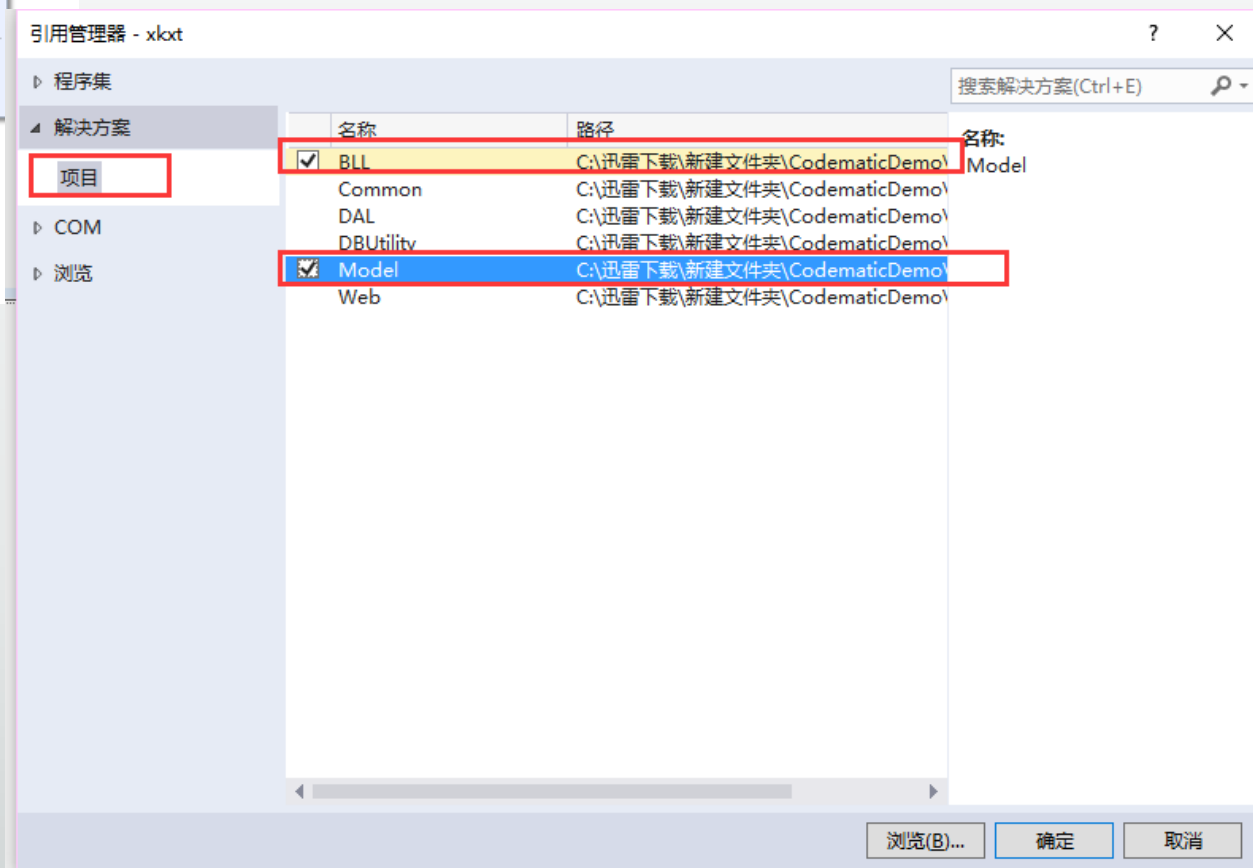 引用管理器 - xkxt
?
程序集
搜索解决方案(Ctrl+E)
解决方案
名称 路径
名称:
项目
BLL C:\迅雷下载\新建文件夹\CodematicDemo\
Model
Common C:\迅雷下载\新建文件夹\CodematicDemo\
DAL C:\迅雷下载\新建文件夹\CodematicDemo\
COM
DBUtility C:\迅雷下载\新建文件夹\CodematicDemo\
浏览
Model C:\迅雷下载\新建文件夹\CodematicDemo\
Web C:\迅雷下载\新建文件夹\CodematicDemo\
浏览(B)... 确定 取消